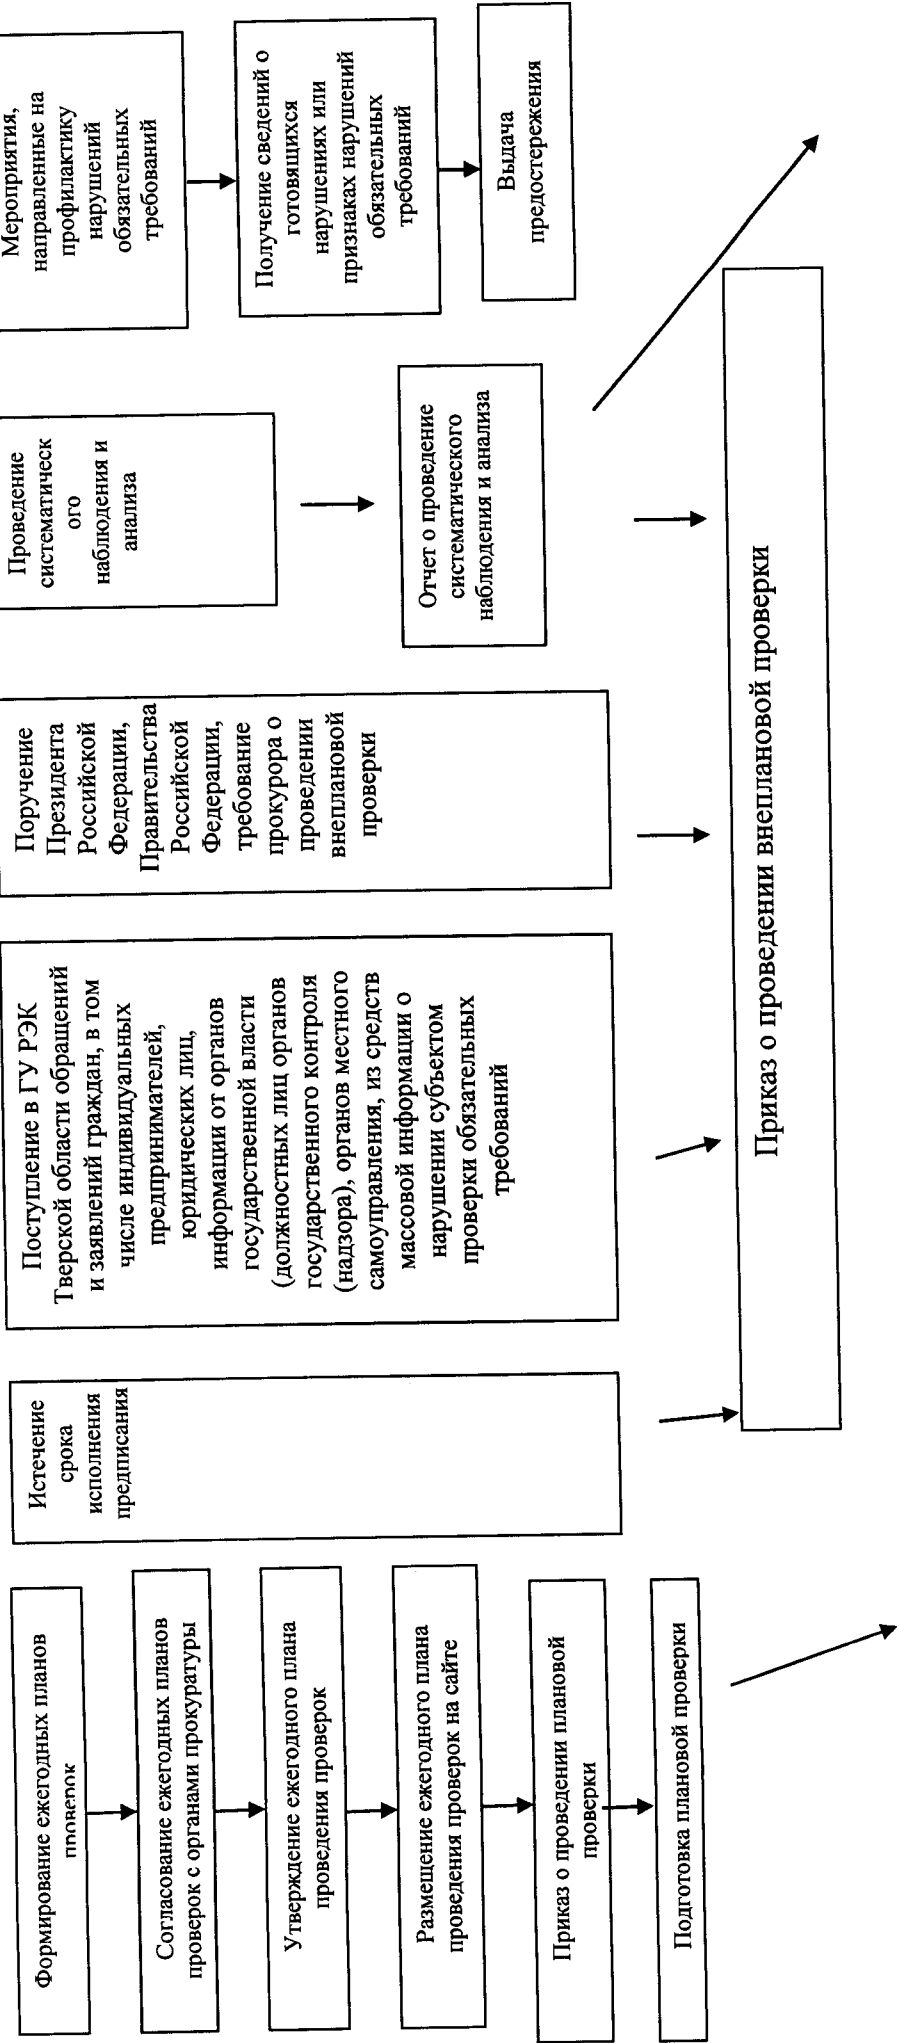 Формирование ежегодных планов
проверок
Согласование ежегодных планов
проверок с органами прокуратуры
Утверждение ежегодного плана
проведения проверок
Размещение ежегодного плана
проведения проверок на сайте
Приказ о проведении плановой
проверки
Подготовка плановой проверки
Истечение
срока
исполнения
предписания
Поступление в ГУ РЭК
Тверской области обращений
и заявлений граждан, в том
числе индивидуальных
предпринимателей,
юридических лиц,
информации от органов
государственной власти
(должностных лиц органов
государственного контроля
(надзора), органов местного
самоуправления, из средств
массовой информации о
нарушении субъектом
проверки обязательных
требований
Поручение
Президента
Российской
Федерации,
Правительства
Российской
Федерации,
требование
прокурора о
проведении
внеплановой
проверки
Проведение
систематическ
ого
наблюдения и
анализа
Отчет о проведение
систематического
наблюдения и анализа
Мероприятия,
направленные на
профилактику
нарушений
обязательных
требований
Получение сведений о
готовящихся
нарушениях или
признаках нарушений
обязательных
требований
Выдача
предостережения
Приказ о проведении внеплановой проверки